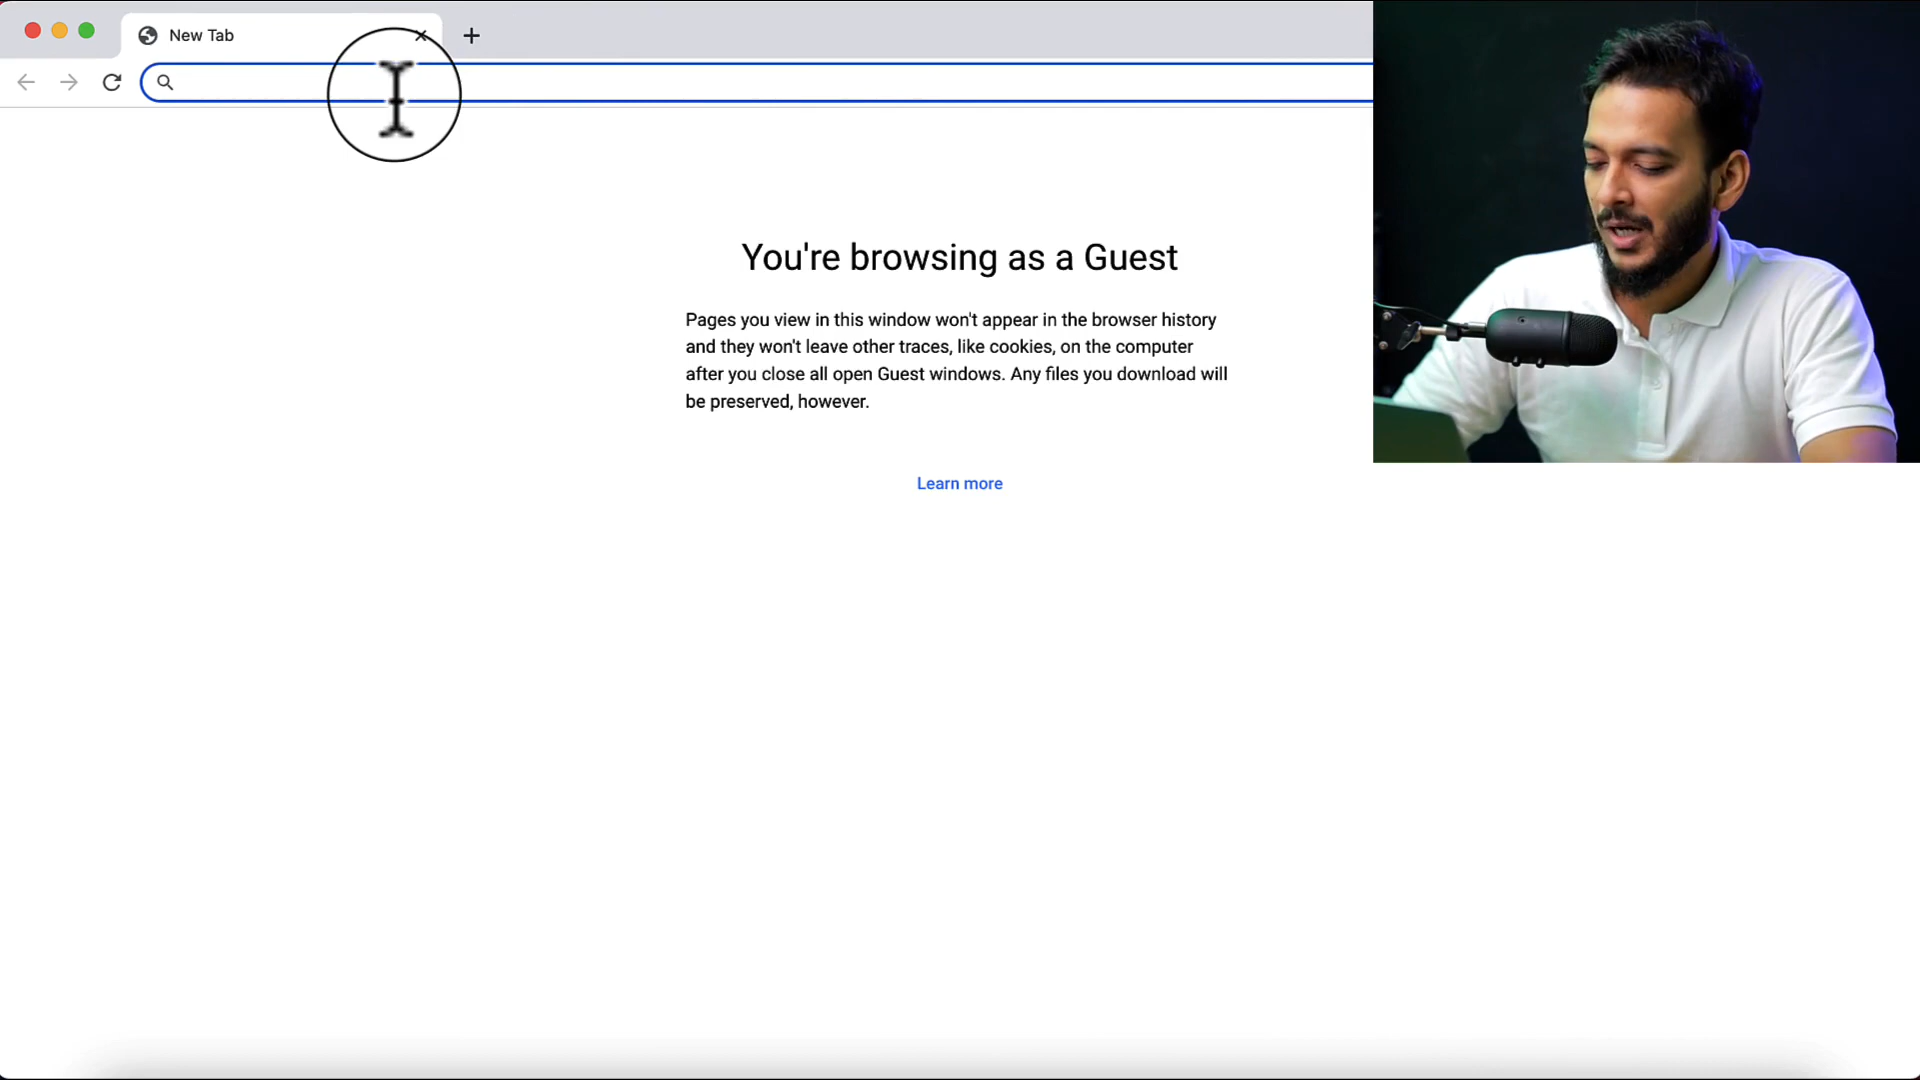 New Tab
You're browsing as a Guest
Pages you view in this window won't appear in the browser history
and they won't leave other traces, like cookies, on the computer
after you close all open Guest windows. Any files you download will
be preserved, however.
Learn more